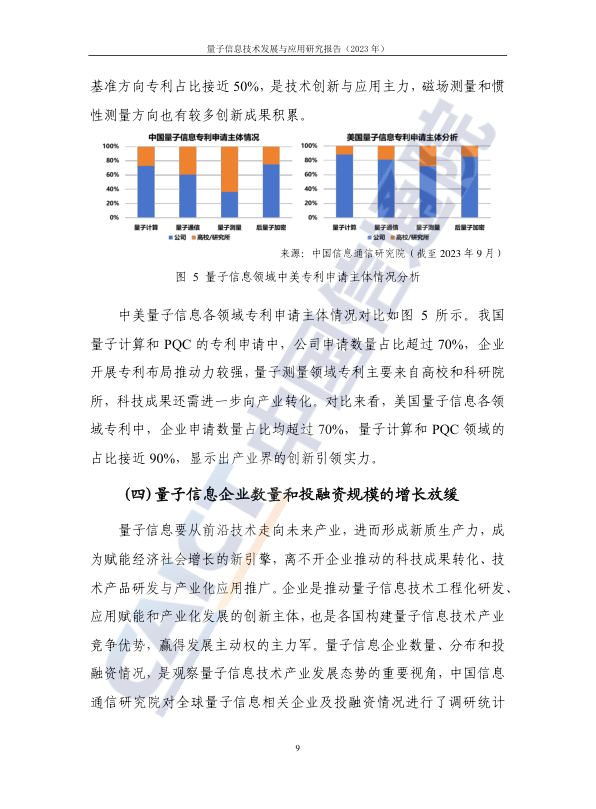 量子信息技术发展与应用研究报告（2023 年）
基准方向专利占比接近 50%，是技术创新与应用主力，磁场测量和惯
性测量方向也有较多创新成果积累。
中国量子信息专利申请主体情况
100%
80%
60%
40%
20%
0%
量子计算 量子通信 量子测量 后量子加密
公司 高校/研究所
美国量子信息专利申请主体分析
100%
80%
60%
40%
20%
0%
量子计算 量子通信 量子测量 后量子加密
公司 高校/研究所
来源：中国信息通信研究院（截至 2023 年 9 月）
图 5 量子信息领域中美专利申请主体情况分析
中美量子信息各领域专利申请主体情况对比如图 5 所示。我国
量子计算和 PQC 的专利申请中，公司申请数量占比超过 70%，企业
开展专利布局推动力较强，量子测量领域专利主要来自高校和科研院
所，科技成果还需进一步向产业转化。对比来看，美国量子信息各领
域专利中，企业申请数量占比均超过 70%，量子计算和 PQC 领域的
占比接近 90%，显示出产业界的创新引领实力。
(四)量子信息企业数量和投融资规模的增长放缓
量子信息要从前沿技术走向未来产业，进而形成新质生产力，成
为赋能经济社会增长的新引擎，离不开企业推动的科技成果转化、技
术产品研发与产业化应用推广。企业是推动量子信息技术工程化研发、
应用赋能和产业化发展的创新主体，也是各国构建量子信息技术产业
竞争优势，赢得发展主动权的主力军。量子信息企业数量、分布和投
融资情况，是观察量子信息技术产业发展态势的重要视角，中国信息
通信研究院对全球量子信息相关企业及投融资情况进行了调研统计
9
CAICT 中国信通院